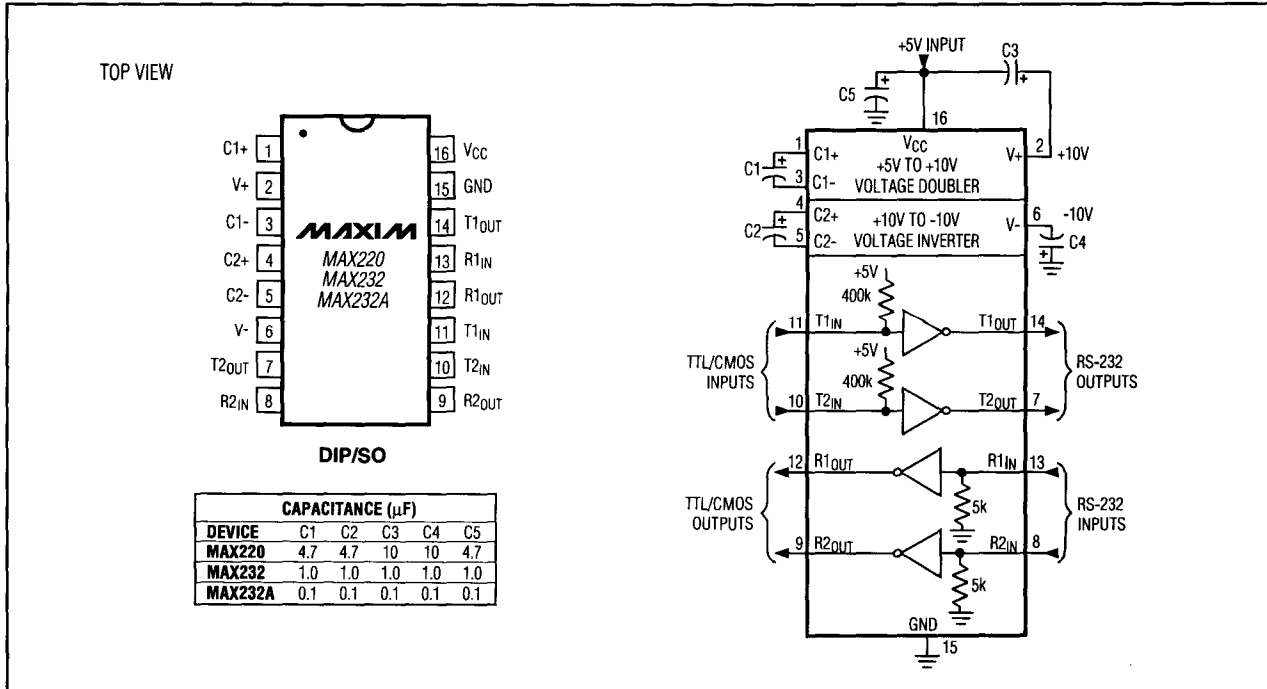 TOP VIEW
C1+ 1
V+ 2
C1- 3
C2+ 4
C2- 5
V- 6
T2OUT 7
R2IN 8
16 VCC
15 GND
14 T1OUT
13 R1IN
12 R1OUT
11 T1IN
10 T2IN
9 R2OUT
MAXIM
MAX220
MAX232
MAX232A
DIP/SO
CAPACITANCE (µF)
DEVICE C1 C2 C3 C4 C5
MAX220 4.7 4.7 10 10 4.7
MAX232 1.0 1.0 1.0 1.0 1.0
MAX232A 0.1 0.1 0.1 0.1 0.1
+5V INPUT
C3
+
+
C5
16
1
VCC
2
C1+
+5V TO +10V
V+
+10V
+
C1
3
C1-
VOLTAGE DOUBLER
4
C2+
+10V TO -10V
6
-10V
+
C2
5
C2-
VOLTAGE INVERTER
V-
C4
+
+5V
400k
11 T1IN
T1OUT 14
+5V
TTL/CMOS
INPUTS
400k
RS-232
OUTPUTS
10 T2IN
T2OUT 7
12 R1OUT
R1IN 13
TTL/CMOS
OUTPUTS
5k
RS-232
INPUTS
9 R2OUT
R2IN 8
5k
GND
15